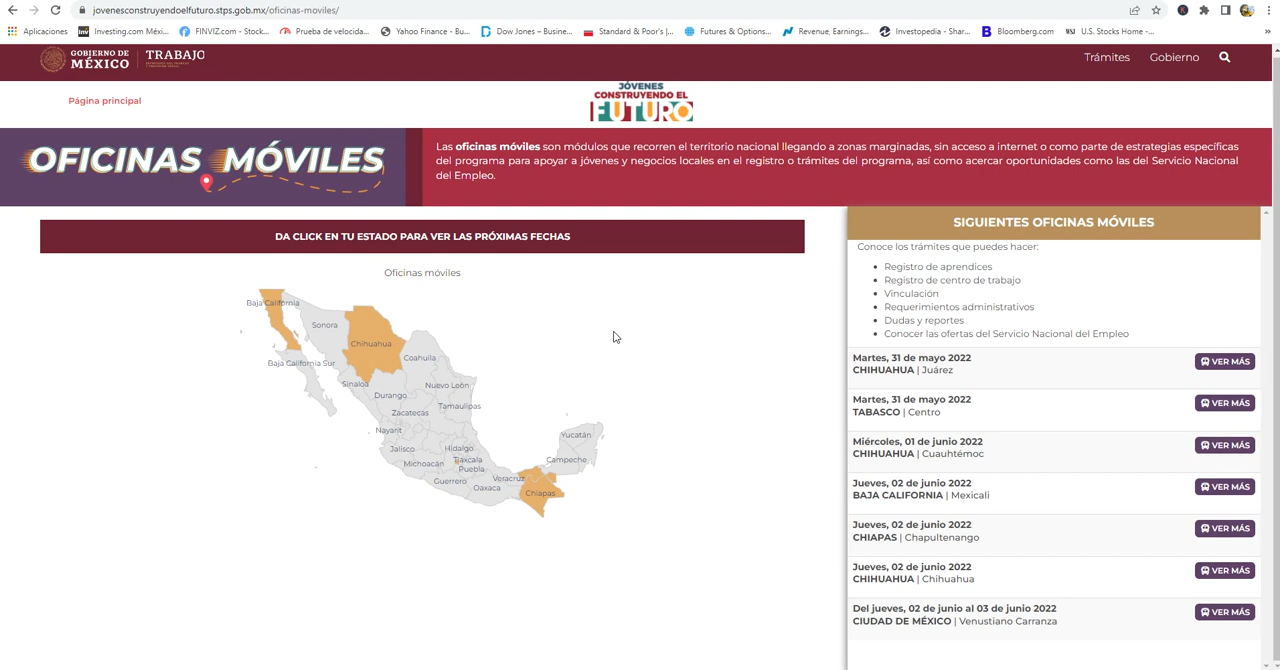 jovenesconstruyendoelfuturo.stps.gob.mx/oficinas-moviles/
Aplicaciones
Investing.com Méxi...
FINVIZ.com - Stock...
Prueba de velocida...
Yahoo Finance - Bu...
Dow Jones – Busine...
Standard & Poor's |...
Futures & Options...
Revenue, Earnings,...
Investopedia - Shar...
Bloomberg.com
U.S. Stocks Home -...
»
GOBIERNO DE
MÉXICO
TRABAJO
Trámites
Gobierno
Página principal
JÓVENES
CONSTRUYENDO EL
FUTURO
OFICINAS MÓVILES
Las oficinas móviles son módulos que recorren el territorio nacional llegando a zonas marginadas, sin acceso a internet o como parte de estrategias específicas
del programa para apoyar a jóvenes y negocios locales en el registro o trámites del programa, así como acercar oportunidades como las del Servicio Nacional
del Empleo.
DA CLICK EN TU ESTADO PARA VER LAS PRÓXIMAS FECHAS
Oficinas móviles
Baja California
Sonora
Chihuahua
Coahuila
Baja California Sur
Sinaloa
Nuevo León
Durango
Tamaulipas
Zacatecas
Nayarit
Yucatán
Jalisco
Hidalgo
Michoacán
Tlaxcala
Campeche
Puebla
Guerrero
Veracruz
Oaxaca
Chiapas
SIGUIENTES OFICINAS MÓVILES
Conoce los trámites que puedes hacer:
• Registro de aprendices
• Registro de centro de trabajo
• Vinculación
• Requerimientos administrativos
• Dudas y reportes
• Conocer las ofertas del Servicio Nacional del Empleo
Martes, 31 de mayo 2022
CHIHUAHUA | Juárez
VER MÁS
Martes, 31 de mayo 2022
TABASCO | Centro
VER MÁS
Miércoles, 01 de junio 2022
CHIHUAHUA | Cuauhtémoc
VER MÁS
Jueves, 02 de junio 2022
BAJA CALIFORNIA | Mexicali
VER MÁS
Jueves, 02 de junio 2022
CHIAPAS | Chapultenango
VER MÁS
Jueves, 02 de junio 2022
CHIHUAHUA | Chihuahua
VER MÁS
Del jueves, 02 de junio al 03 de junio 2022
CIUDAD DE MÉXICO | Venustiano Carranza
VER MÁS